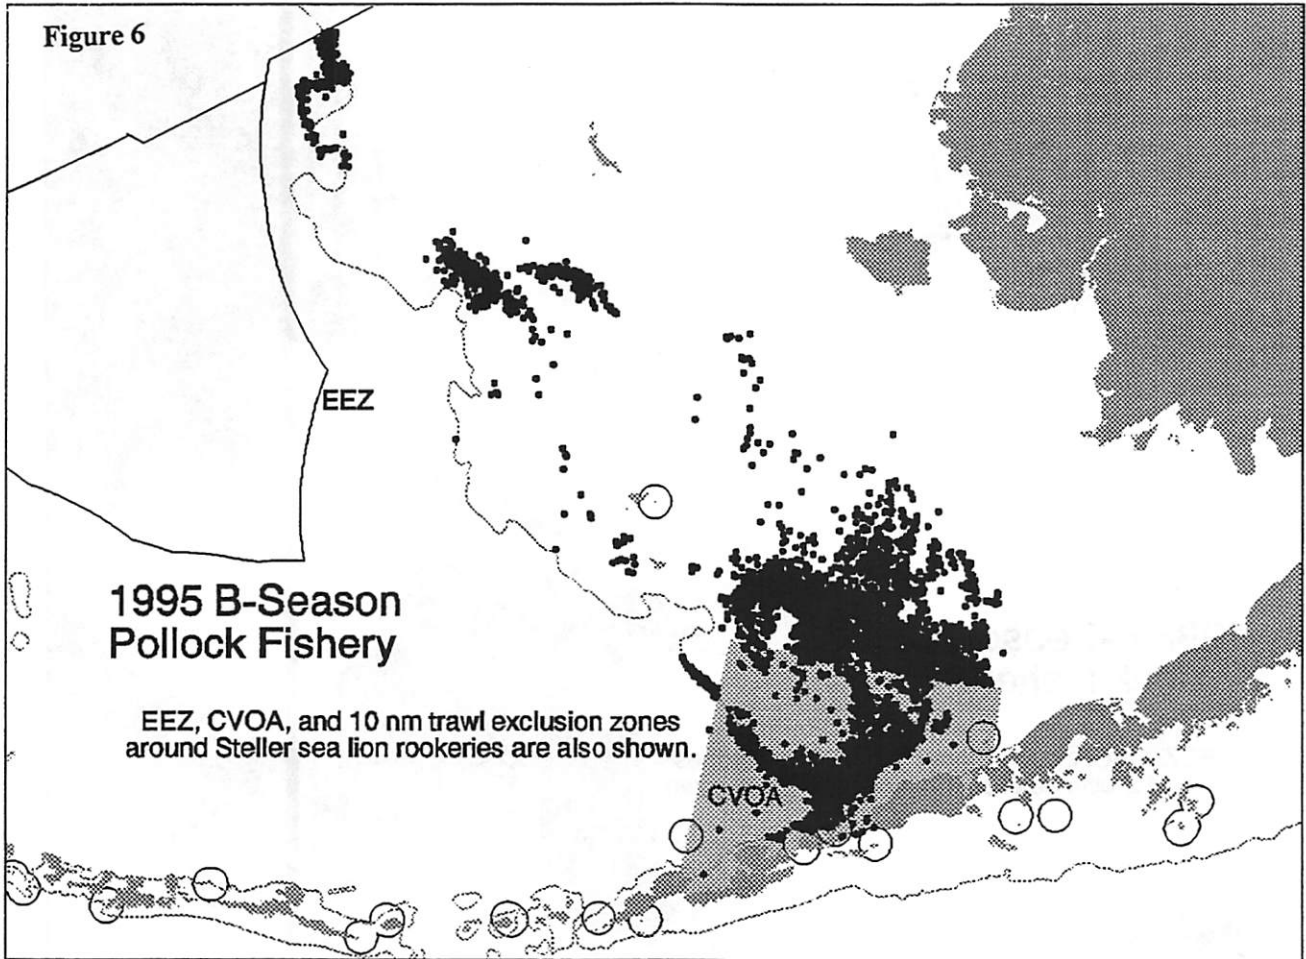 Figure 6
EEZ
1995 B-Season
Pollock Fishery
EEZ, CVOA, and 10 nm trawl exclusion zones
around Steller sea lion rookeries are also shown.
CVOA